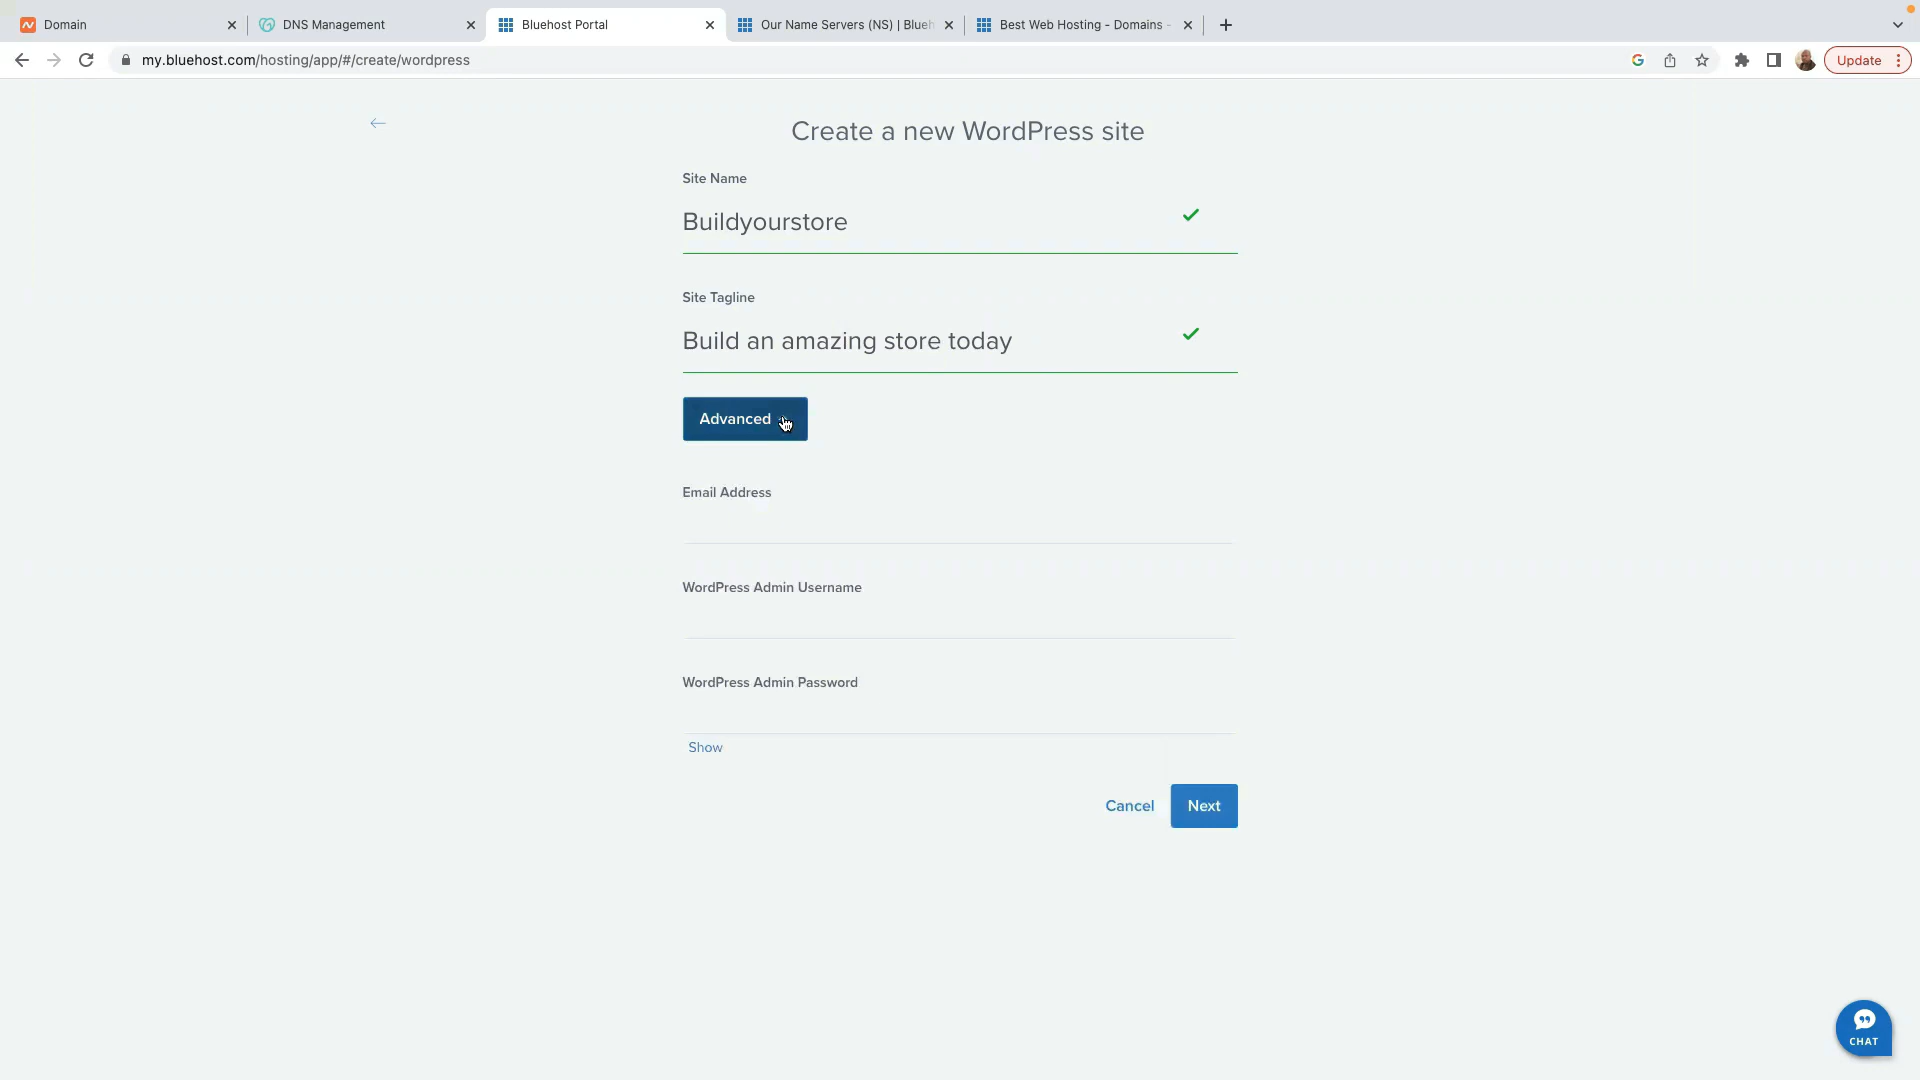 Domain
DNS Management
Bluehost Portal
Our Name Servers (NS) | Blueh
Best Web Hosting - Domains -
my.bluehost.com/hosting/app/#/create/wordpress
Update
Create a new WordPress site
Site Name
Buildyourstore
Site Tagline
Build an amazing store today
Advanced
Email Address
WordPress Admin Username
WordPress Admin Password
Show
Cancel
Next
CHAT